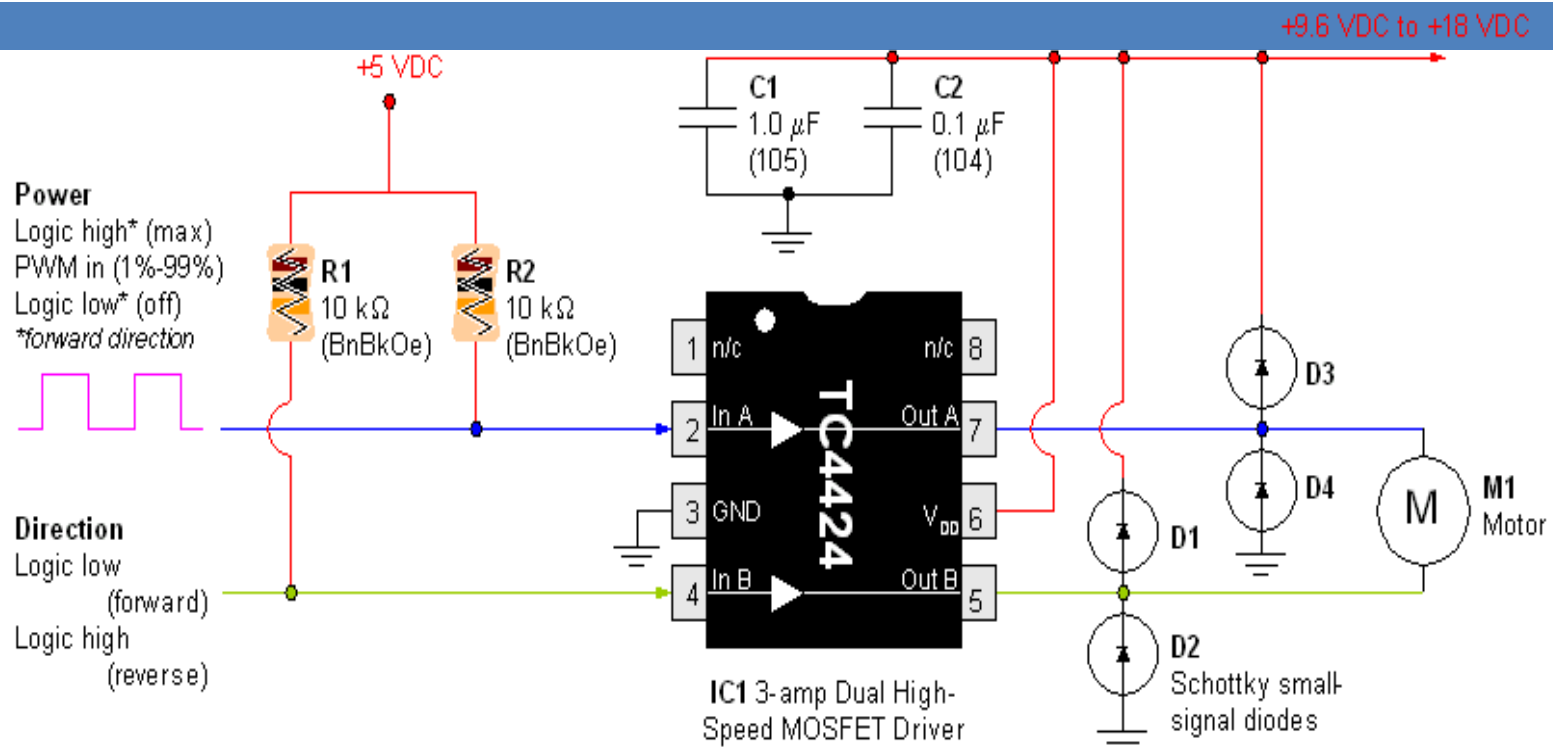 +9.6 VDC to +18 VDC
+5 VDC
C1
1.0 µF
(105)
C2
0.1 µF
(104)
Power
Logic high* (max)
PWM in (1%-99%)
Logic low* (off)
*forward direction
R1
10 kΩ
(BnBkOe)
R2
10 kΩ
(BnBkOe)
1 n/c
n/c 8
2 In A
Out A 7
3 GND
VDD 6
4 In B
Out B 5
TC4424
D3
D4
D1
M
M1
Motor
Direction
Logic low
(forward)
Logic high
(reverse)
D2
Schottky small-
signal diodes
IC1 3-amp Dual High-
Speed MOSFET Driver